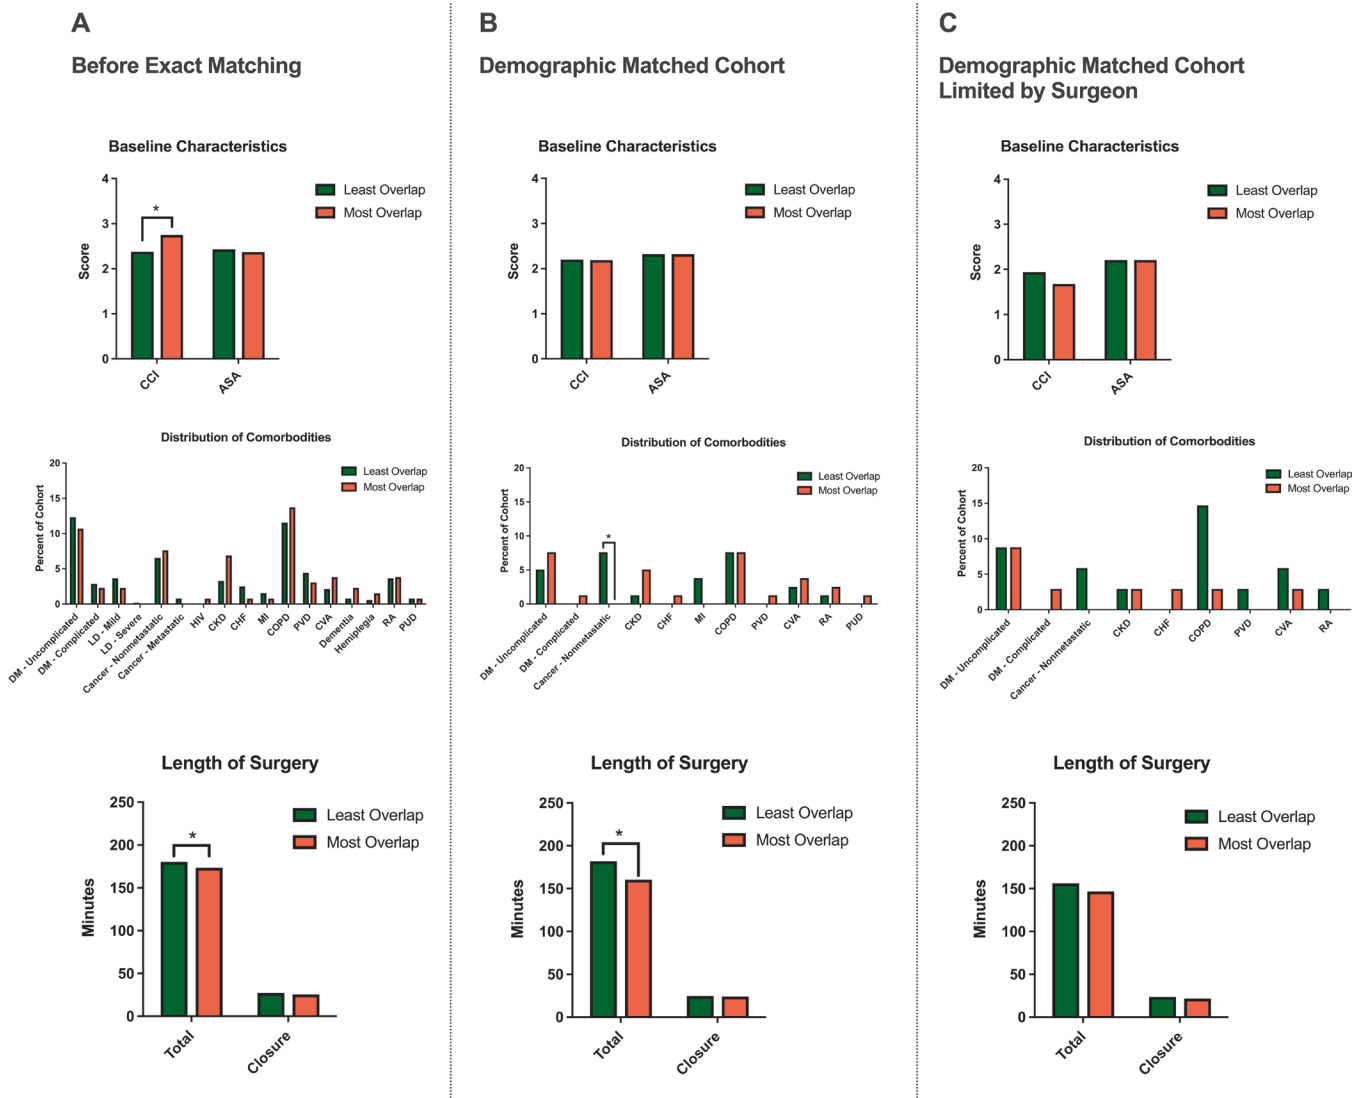 A
Before Exact Matching
Baseline Characteristics
4
3
2
1
0
Score
*
CCI
ASA
Least Overlap
Most Overlap
Distribution of Comorbodities
20
15
10
5
0
Percent of Cohort
Least Overlap
Most Overlap
DM - Uncomplicated
DM - Complicated
LD - Mild
LD - Severe
Cancer - Nonmetastatic
Cancer - Metastatic
HIV
CKD
CHF
MI
COPD
PVD
CVA
Dementia
Hemiplegia
RA
PUD
Length of Surgery
250
200
150
100
50
0
Minutes
*
Total
Closure
Least Overlap
Most Overlap
B
Demographic Matched Cohort
Baseline Characteristics
4
3
2
1
0
Score
CCI
ASA
Least Overlap
Most Overlap
Distribution of Comorbodities
20
15
10
5
0
Percent of Cohort
*
Least Overlap
Most Overlap
DM - Uncomplicated
DM - Complicated
Cancer - Nonmetastatic
CKD
CHF
MI
COPD
PVD
CVA
RA
PUD
Length of Surgery
250
200
150
100
50
0
Minutes
*
Total
Closure
Least Overlap
Most Overlap
C
Demographic Matched Cohort
Limited by Surgeon
Baseline Characteristics
4
3
2
1
0
Score
CCI
ASA
Least Overlap
Most Overlap
Distribution of Comorbodities
20
15
10
5
0
Percent of Cohort
Least Overlap
Most Overlap
DM - Uncomplicated
DM - Complicated
Cancer - Nonmetastatic
CKD
CHF
COPD
PVD
CVA
RA
Length of Surgery
250
200
150
100
50
0
Minutes
Total
Closure
Least Overlap
Most Overlap